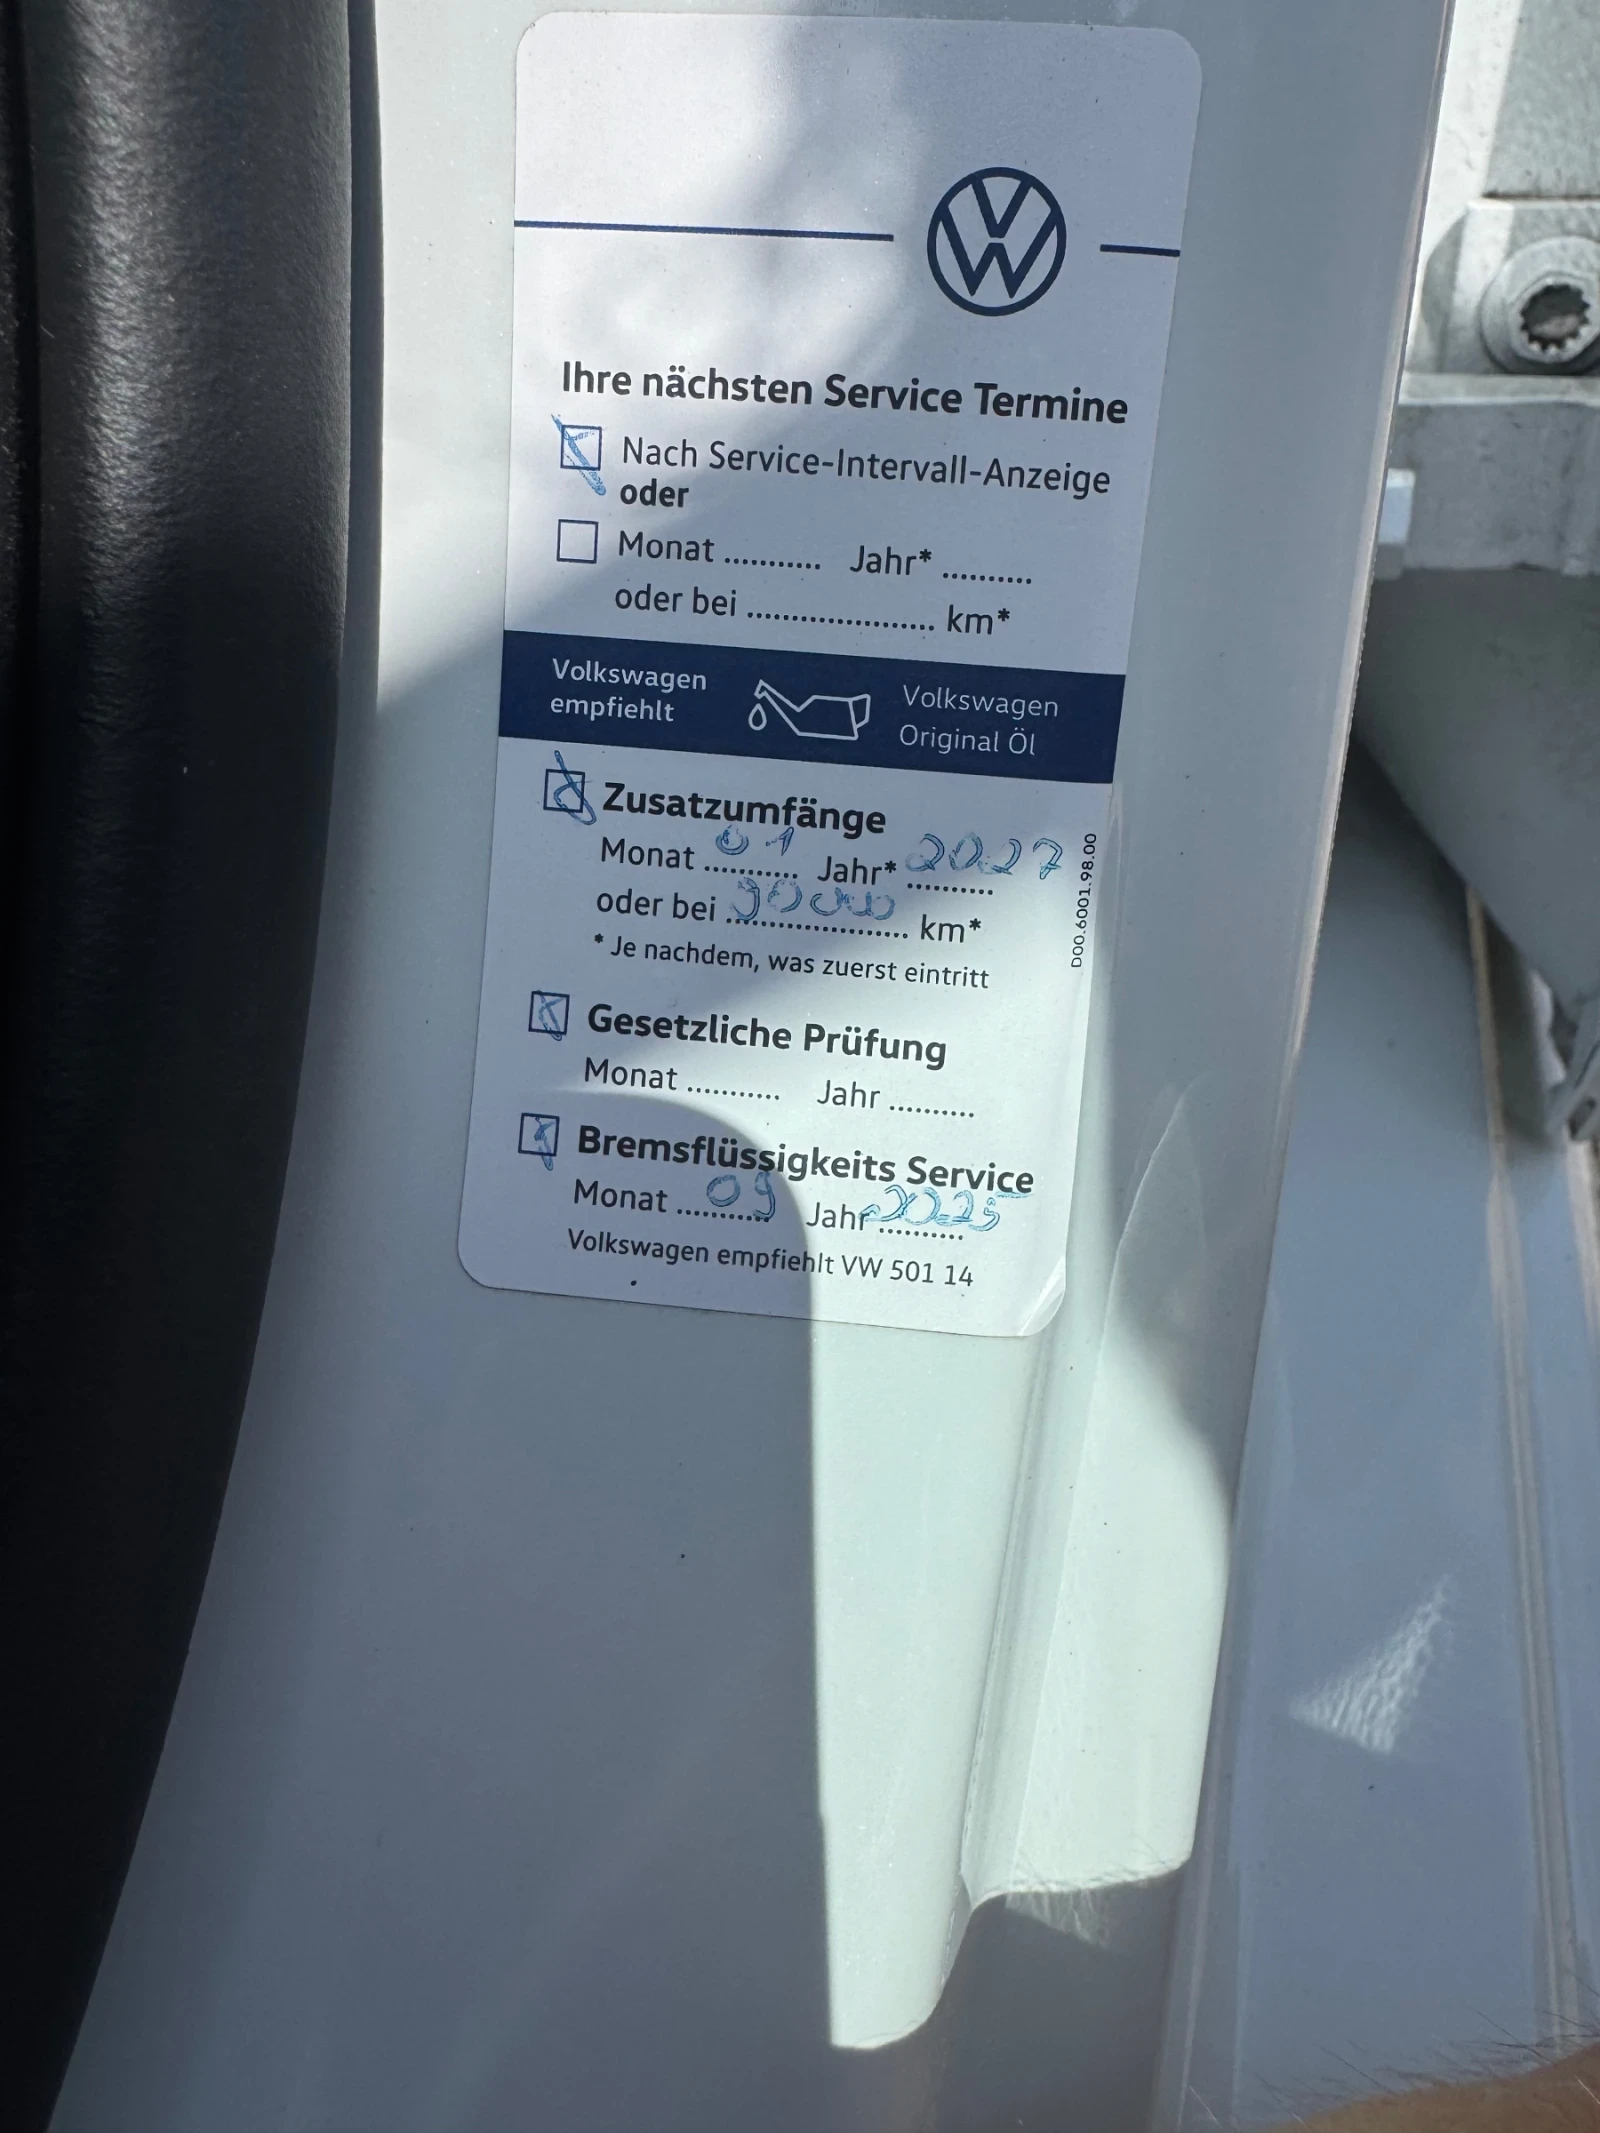 Ihre nächsten Service Termine
Nach Service-Intervall-Anzeige
oder
Monat ........... Jahr* ..........
oder bei ..................... km*
Volkswagen empfiehlt
Volkswagen Original Öl
Zusatzumfänge
Monat 01 Jahr* 2027
oder bei 90000 km*
* Je nachdem, was zuerst eintritt
D00.6001.98.00
Gesetzliche Prüfung
Monat ........... Jahr ..........
Bremsflüssigkeits Service
Monat 09 Jahr 2025
Volkswagen empfiehlt VW 501 14